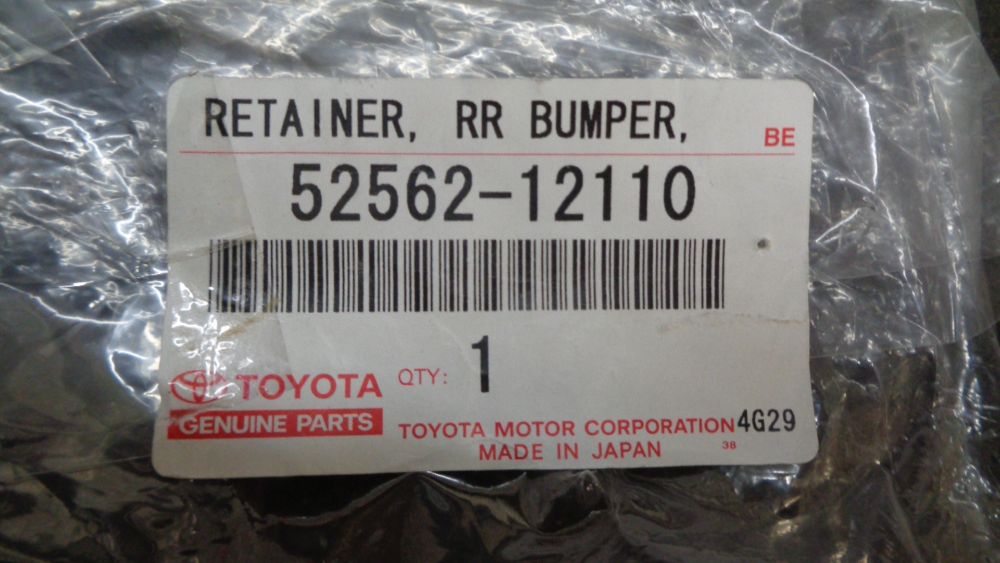 RETAINER, RR BUMPER,
BE
52562-12110
QTY: 1
TOYOTA
GENUINE PARTS
TOYOTA MOTOR CORPORATION 4G29
MADE IN JAPAN 38